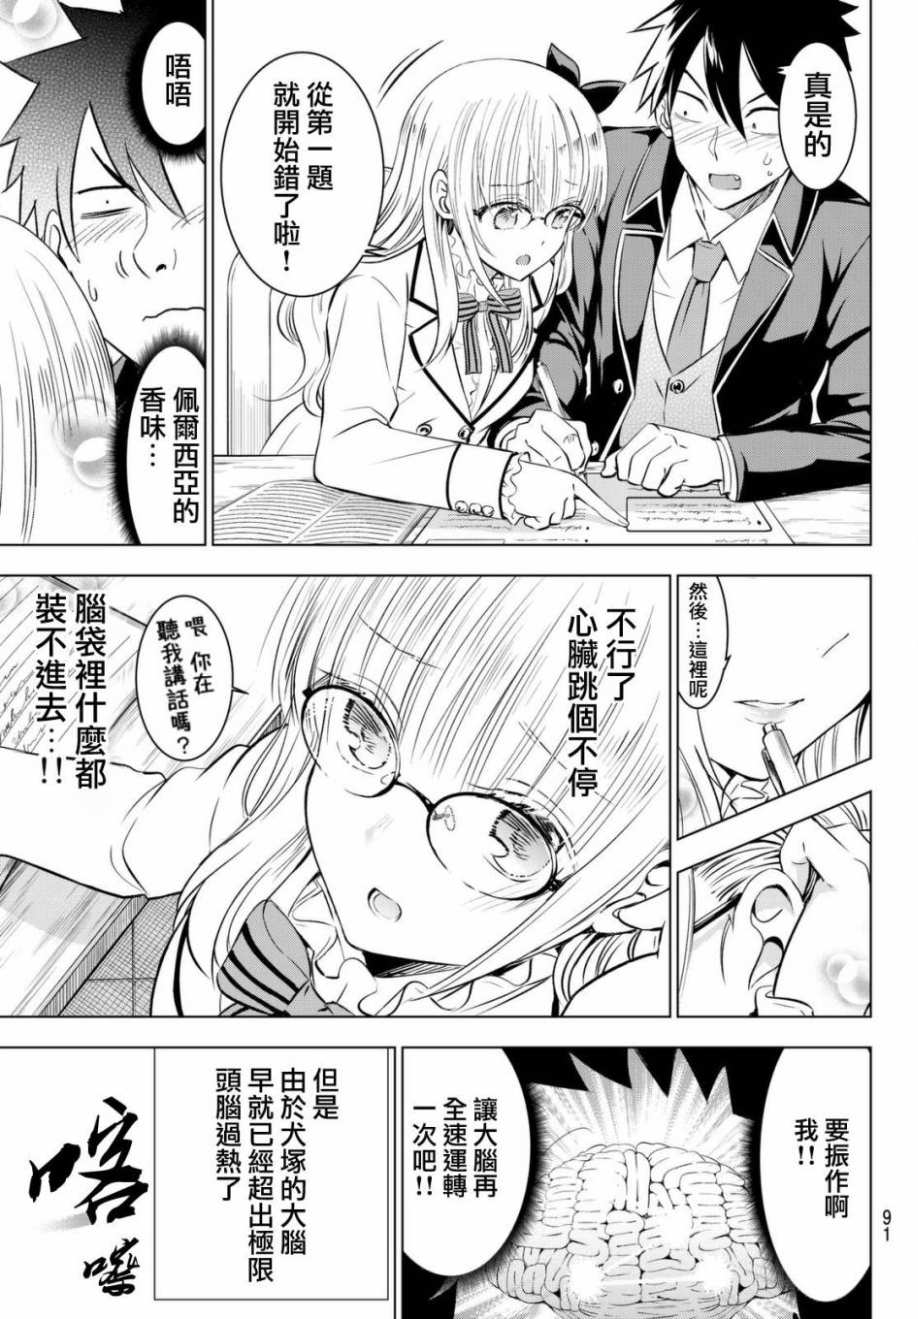 真是的
從第一題
就開始錯了啦！
唔唔
佩爾西亞的
香味…
然後…這裡呢
不行了
心臟跳個不停
喂 你在
聽我講話嗎？
腦袋裡什麼都
裝不進去…!!
要振作啊
我!!
讓大腦再
全速運轉
一次吧!!
但是
由於犬塚的大腦
早就已經超出極限
頭腦過熱了
喀
嚓
91